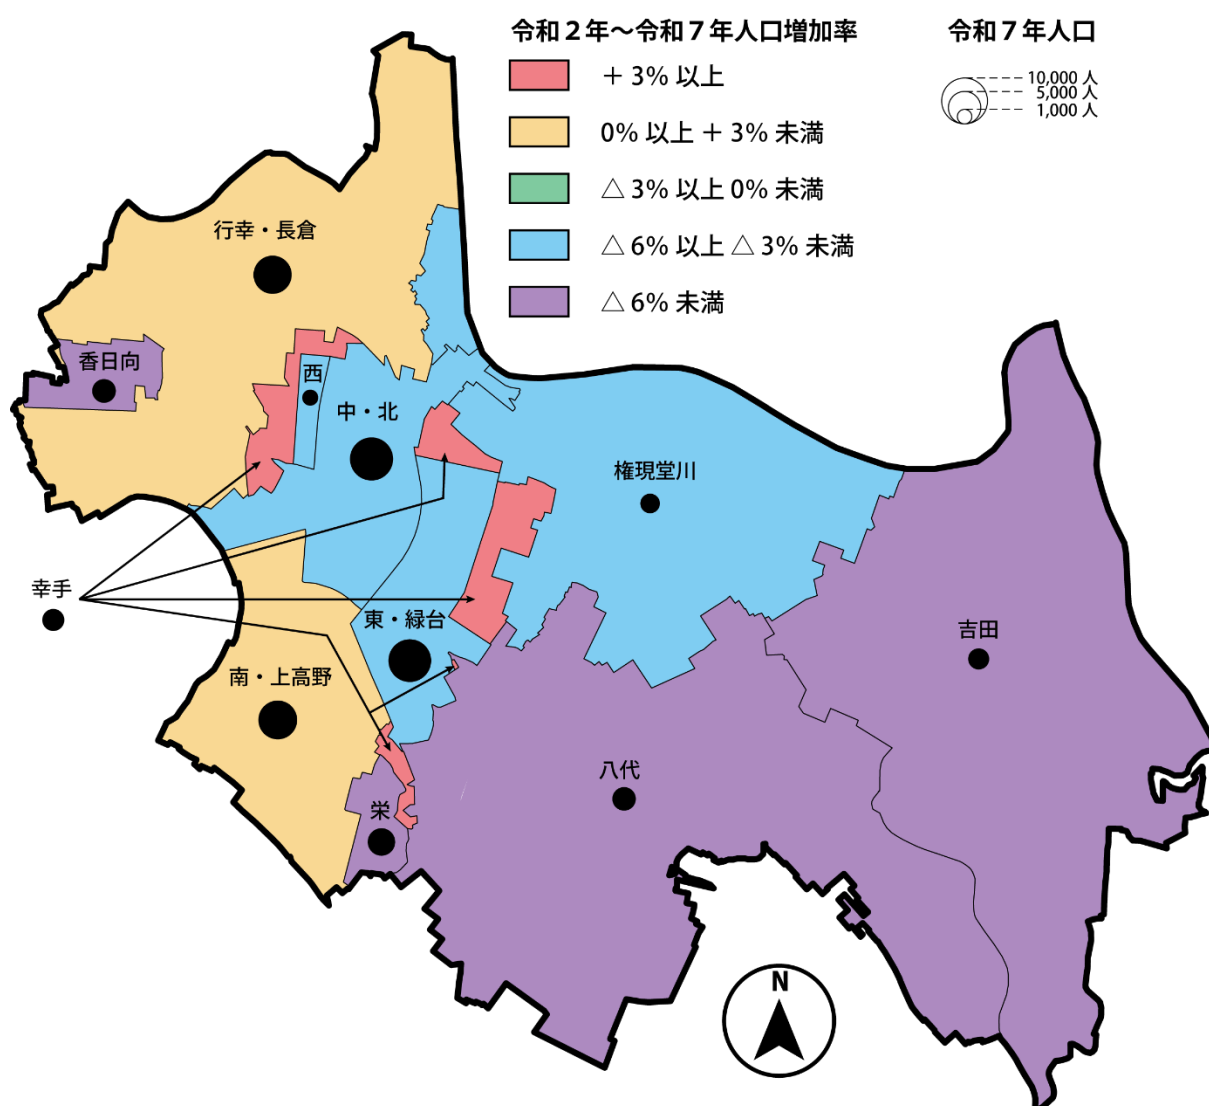 令和２年～令和７年人口増加率
＋3% 以上
0% 以上＋3% 未満
△3% 以上 0% 未満
△6% 以上 △3% 未満
△6% 未満
令和７年人口
10,000 人
5,000 人
1,000 人
行幸・長倉
香日向
西
中・北
権現堂川
幸手
東・緑台
吉田
南・上高野
八代
栄
N